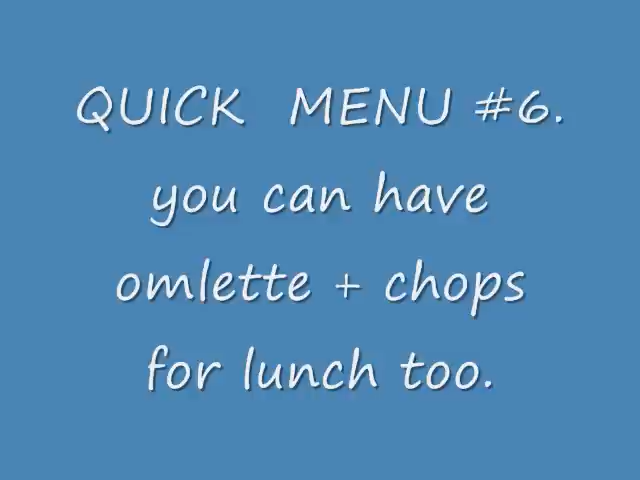 QUICK MENU #6.
you can have
omlette + chops
for lunch too.